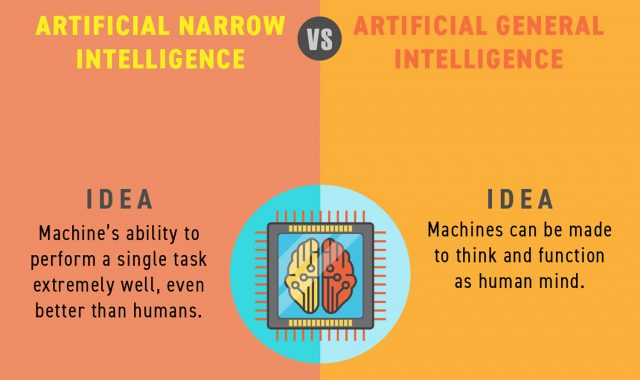 ARTIFICIAL NARROW
INTELLIGENCE
VS
ARTIFICIAL GENERAL
INTELLIGENCE
IDEA
Machine's ability to
perform a single task
extremely well, even
better than humans.
IDEA
Machines can be made
to think and function
as human mind.